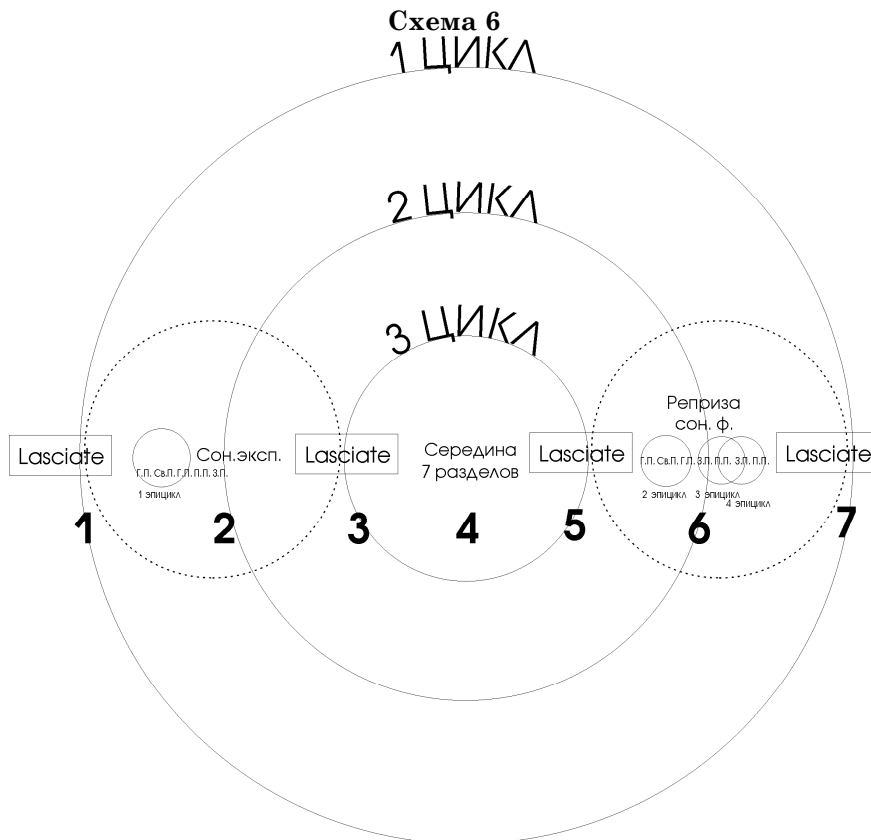 Схема 6
1 ЦИКЛ
2 ЦИКЛ
3 ЦИКЛ
Реприза
сон. ф.
Lasciate
Сон.эксп.
Lasciate
Середина
7 разделов
Lasciate
Lasciate
Г.П. Св.П. Г.П. П.П. З.П.
Г.П. Св.П. Г.П. З.П. П.П. З.П. П.П.
1 эпицикл
2 эпицикл
3 эпицикл
4 эпицикл
1
2
3
4
5
6
7